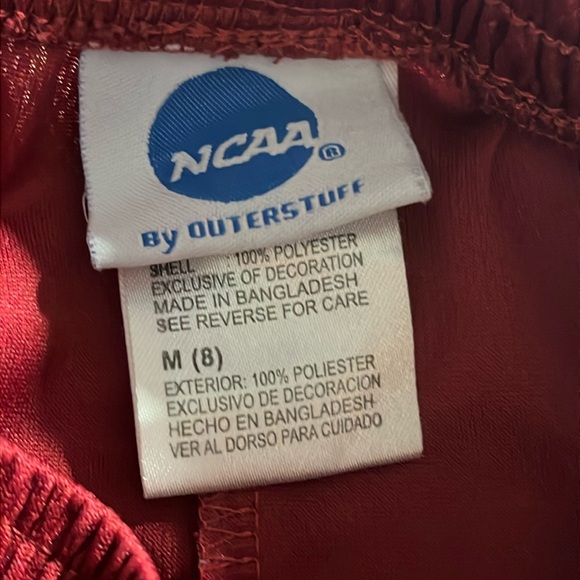 NCAA®
By OUTERSTUFF
SHELL : 100% POLYESTER
EXCLUSIVE OF DECORATION
MADE IN BANGLADESH
SEE REVERSE FOR CARE
M (8)
EXTERIOR: 100% POLIESTER
EXCLUSIVO DE DECORACION
HECHO EN BANGLADESH
VER AL DORSO PARA CUIDADO